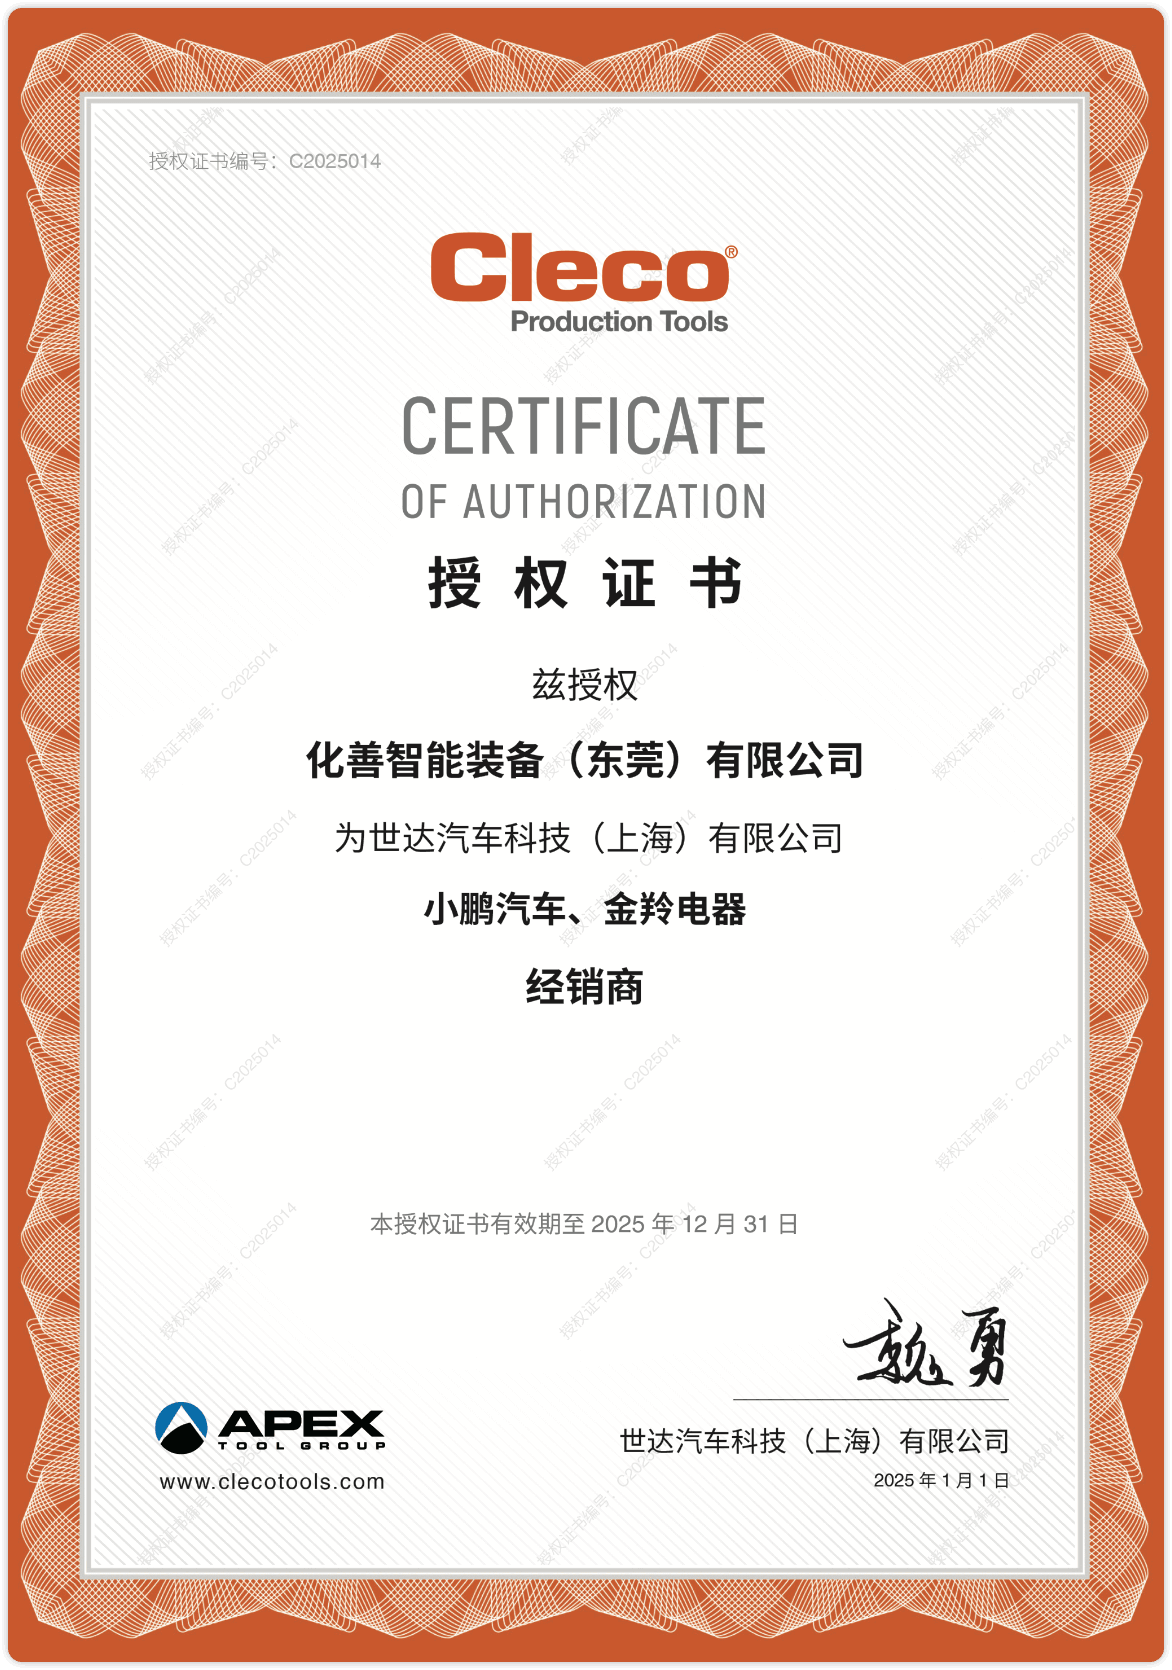 授权证书编号：C2025014
Cleco®
Production Tools
CERTIFICATE
OF AUTHORIZATION
授权证书
兹授权
化善智能装备（东莞）有限公司
为世达汽车科技（上海）有限公司
小鹏汽车、金羚电器
经销商
本授权证书有效期至 2025 年 12 月 31 日
魏勇
世达汽车科技（上海）有限公司
2025 年 1 月 1 日
APEX
TOOL GROUP
www.clecotools.com